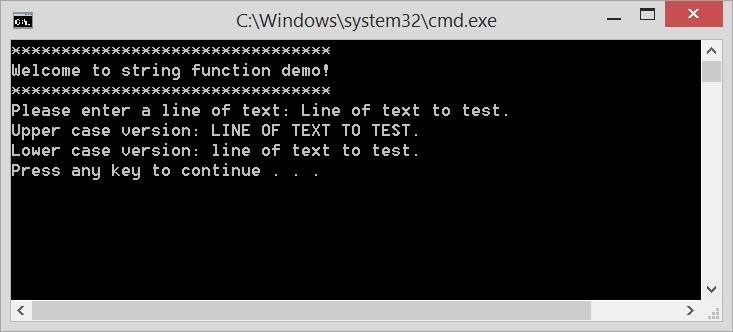 C:\Windows\system32\cmd.exe
********************************
Welcome to string function demo!
********************************
Please enter a line of text: Line of text to test.
Upper case version: LINE OF TEXT TO TEST.
Lower case version: line of text to test.
Press any key to continue . . .